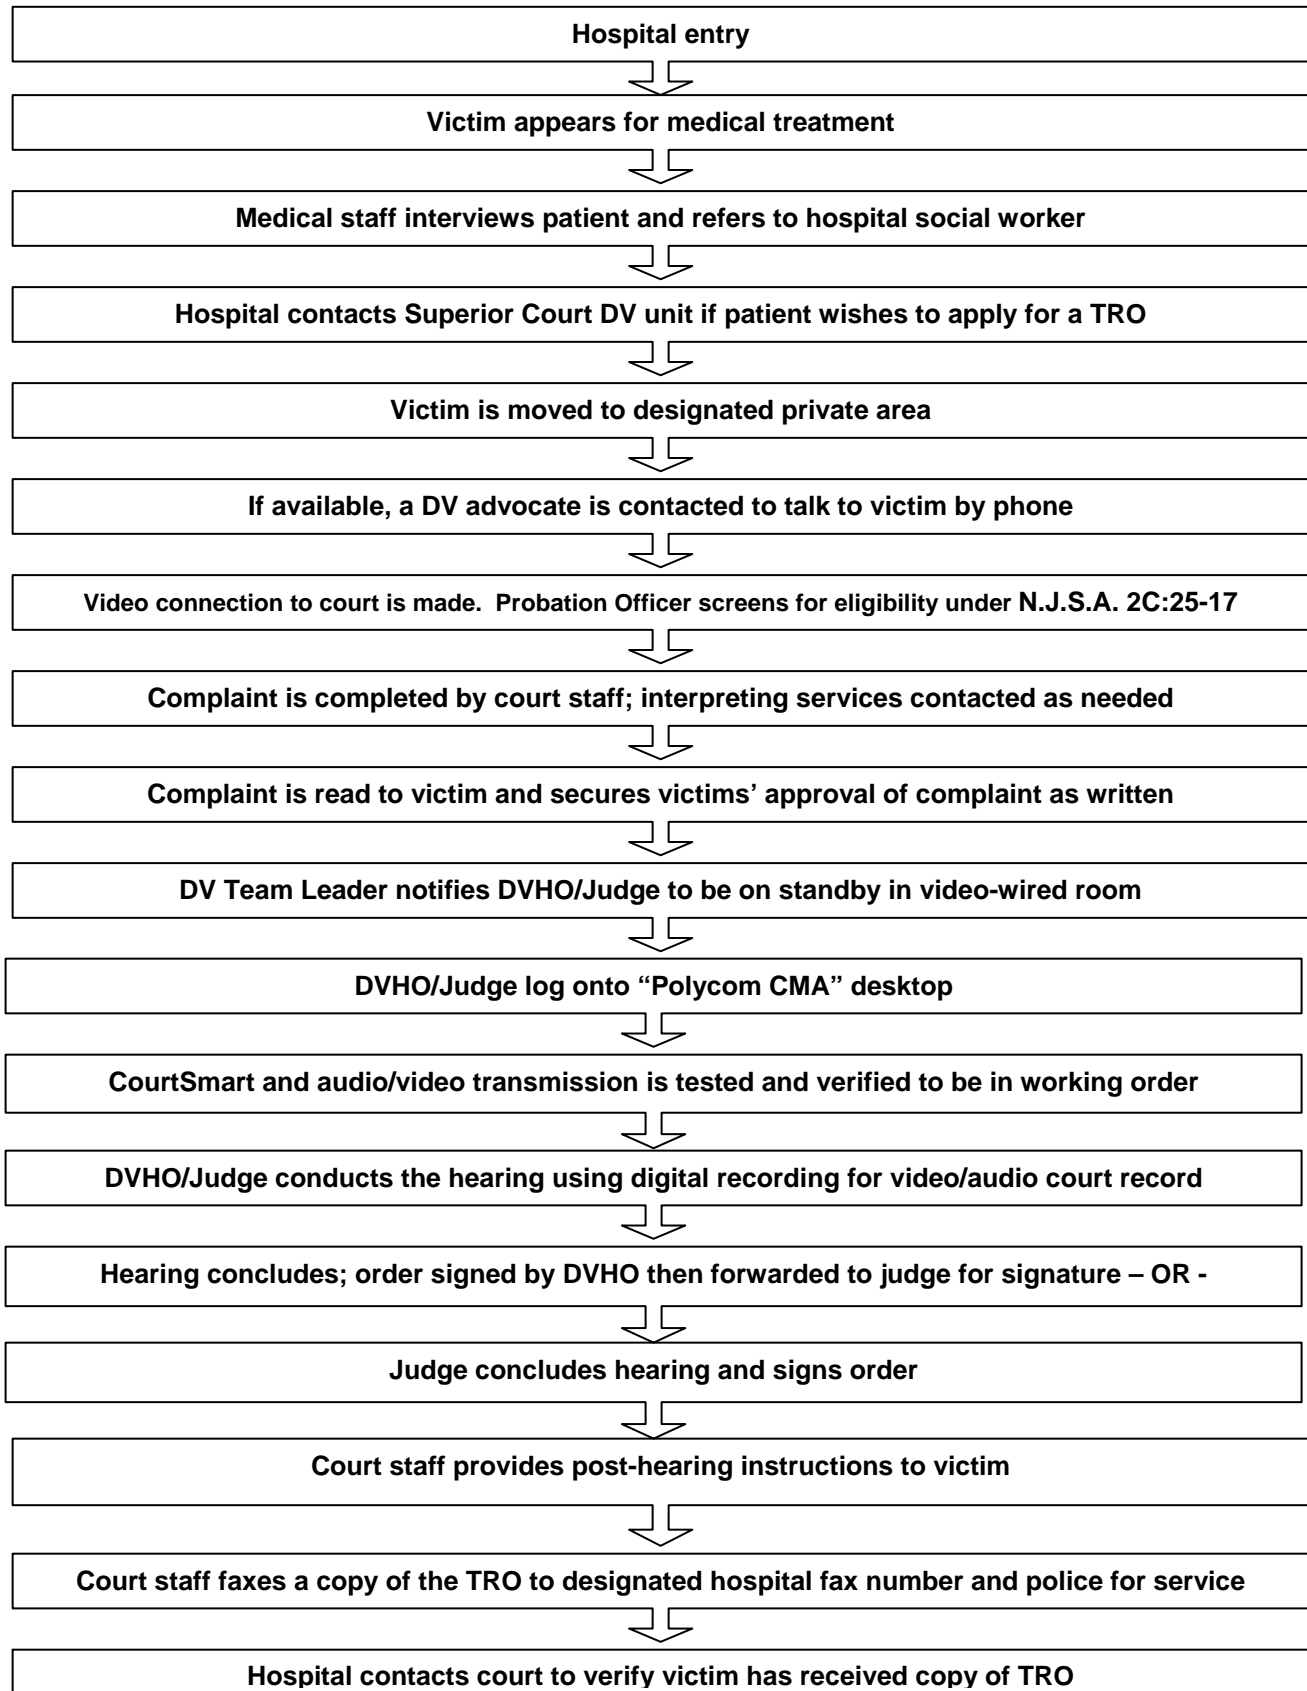 Hospital entry
Victim appears for medical treatment
Medical staff interviews patient and refers to hospital social worker
Hospital contacts Superior Court DV unit if patient wishes to apply for a TRO
Victim is moved to designated private area
If available, a DV advocate is contacted to talk to victim by phone
Video connection to court is made.  Probation Officer screens for eligibility under N.J.S.A. 2C:25-17
Complaint is completed by court staff; interpreting services contacted as needed
Complaint is read to victim and secures victims’ approval of complaint as written
DV Team Leader notifies DVHO/Judge to be on standby in video-wired room
DVHO/Judge log onto “Polycom CMA” desktop
CourtSmart and audio/video transmission is tested and verified to be in working order
DVHO/Judge conducts the hearing using digital recording for video/audio court record
Hearing concludes; order signed by DVHO then forwarded to judge for signature – OR -
Judge concludes hearing and signs order
Court staff provides post-hearing instructions to victim
Court staff faxes a copy of the TRO to designated hospital fax number and police for service
Hospital contacts court to verify victim has received copy of TRO